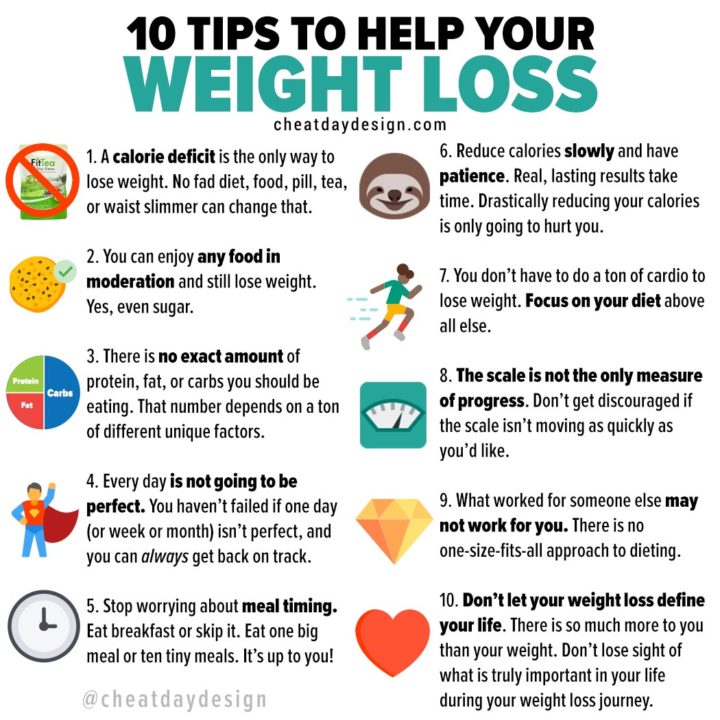 10 TIPS TO HELP YOUR
WEIGHT LOSS
cheatdaydesign.com
FitTea
1. A calorie deficit is the only way to
lose weight. No fad diet, food, pill, tea,
or waist slimmer can change that.
2. You can enjoy any food in
moderation and still lose weight.
Yes, even sugar.
Protein
Carbs
Fat
3. There is no exact amount of
protein, fat, or carbs you should be
eating. That number depends on a ton
of different unique factors.
4. Every day is not going to be
perfect. You haven't failed if one day
(or week or month) isn't perfect, and
you can always get back on track.
5. Stop worrying about meal timing.
Eat breakfast or skip it. Eat one big
meal or ten tiny meals. It's up to you!
6. Reduce calories slowly and have
patience. Real, lasting results take
time. Drastically reducing your calories
is only going to hurt you.
7. You don't have to do a ton of cardio to
lose weight. Focus on your diet above
all else.
8. The scale is not the only measure
of progress. Don't get discouraged if
the scale isn't moving as quickly as
you'd like.
9. What worked for someone else may
not work for you. There is no
one-size-fits-all approach to dieting.
10. Don't let your weight loss define
your life. There is so much more to you
than your weight. Don't lose sight of
what is truly important in your life
during your weight loss journey.
@cheatdaydesign